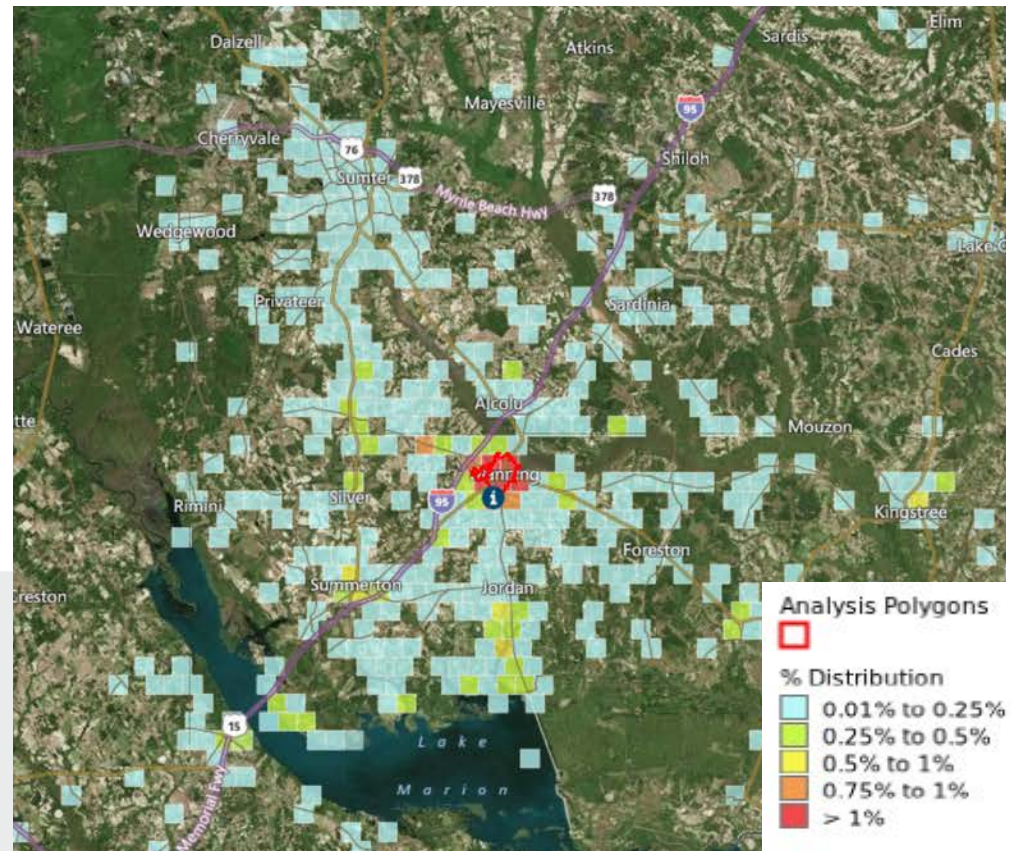 Dalzell
Atkins
Sardis
Elim
Mayesville
95
Cherryvale
76
Shiloh
Sumter
378
378
Myrtle Beach Hwy
Wedgewood
Privateer
Sardinia
Wateree
Cades
Alcolu
Mouzon
Manning
Rimini
Silver
95
i
Kingstree
Foreston
Creston
Summerton
Jordan
15
Lake
Marion
Memorial Fwy
Analysis Polygons
% Distribution
0.01% to 0.25%
0.25% to 0.5%
0.5% to 1%
0.75% to 1%
> 1%